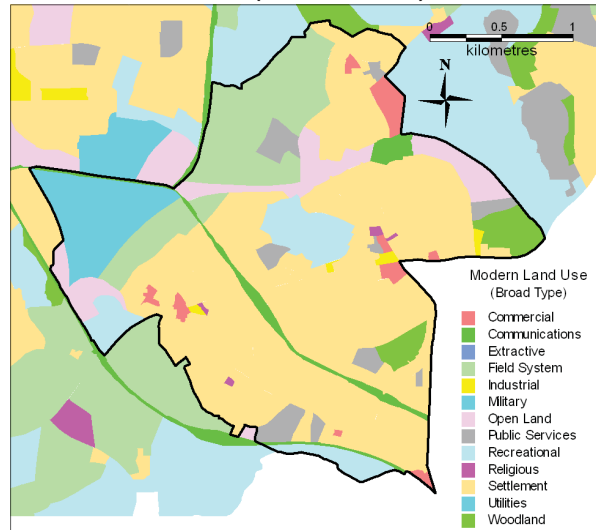 0 0.5 1
kilometres
N
Modern Land Use
(Broad Type)
Commercial
Communications
Extractive
Field System
Industrial
Military
Open Land
Public Services
Recreational
Religious
Settlement
Utilities
Woodland